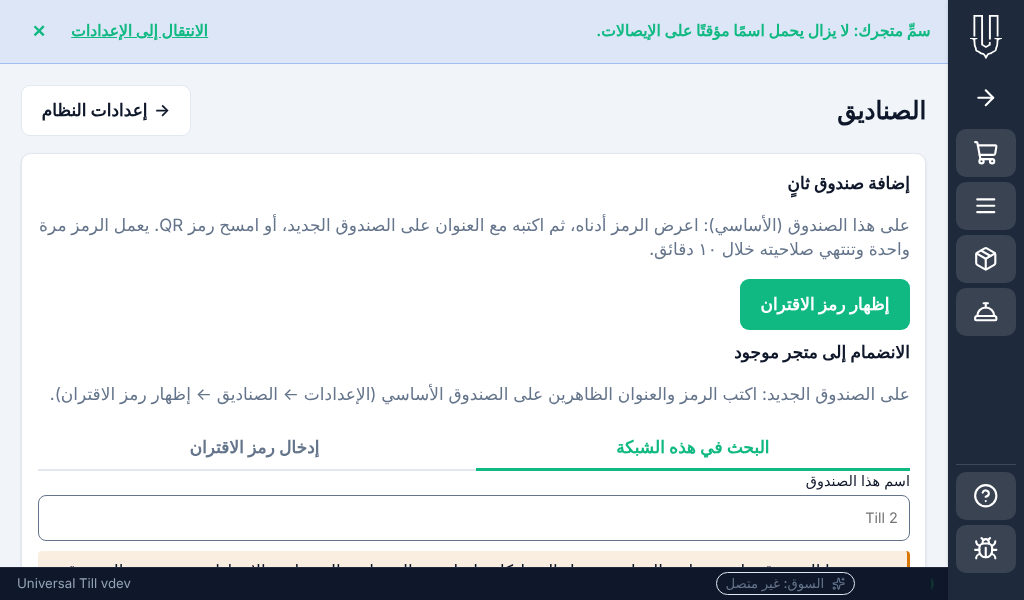 سمِّ متجرك: لا يزال يحمل اسمًا مؤقتًا على الإيصالات.
الانتقال إلى الإعدادات
الصناديق
إعدادات النظام
إضافة صندوق ثانٍ
على هذا الصندوق (الأساسي): اعرض الرمز أدناه، ثم اكتبه مع العنوان على الصندوق الجديد، أو امسح رمز QR. يعمل الرمز مرة
واحدة وتنتهي صلاحيته خلال ١٠ دقائق.
إظهار رمز الاقتران
الانضمام إلى متجر موجود
على الصندوق الجديد: اكتب الرمز والعنوان الظاهرين على الصندوق الأساسي (الإعدادات ← الصناديق ← إظهار رمز الاقتران).
البحث في هذه الشبكة
إدخال رمز الاقتران
اسم هذا الصندوق
Till 2
السوق: غير متصل
Universal Till vdev